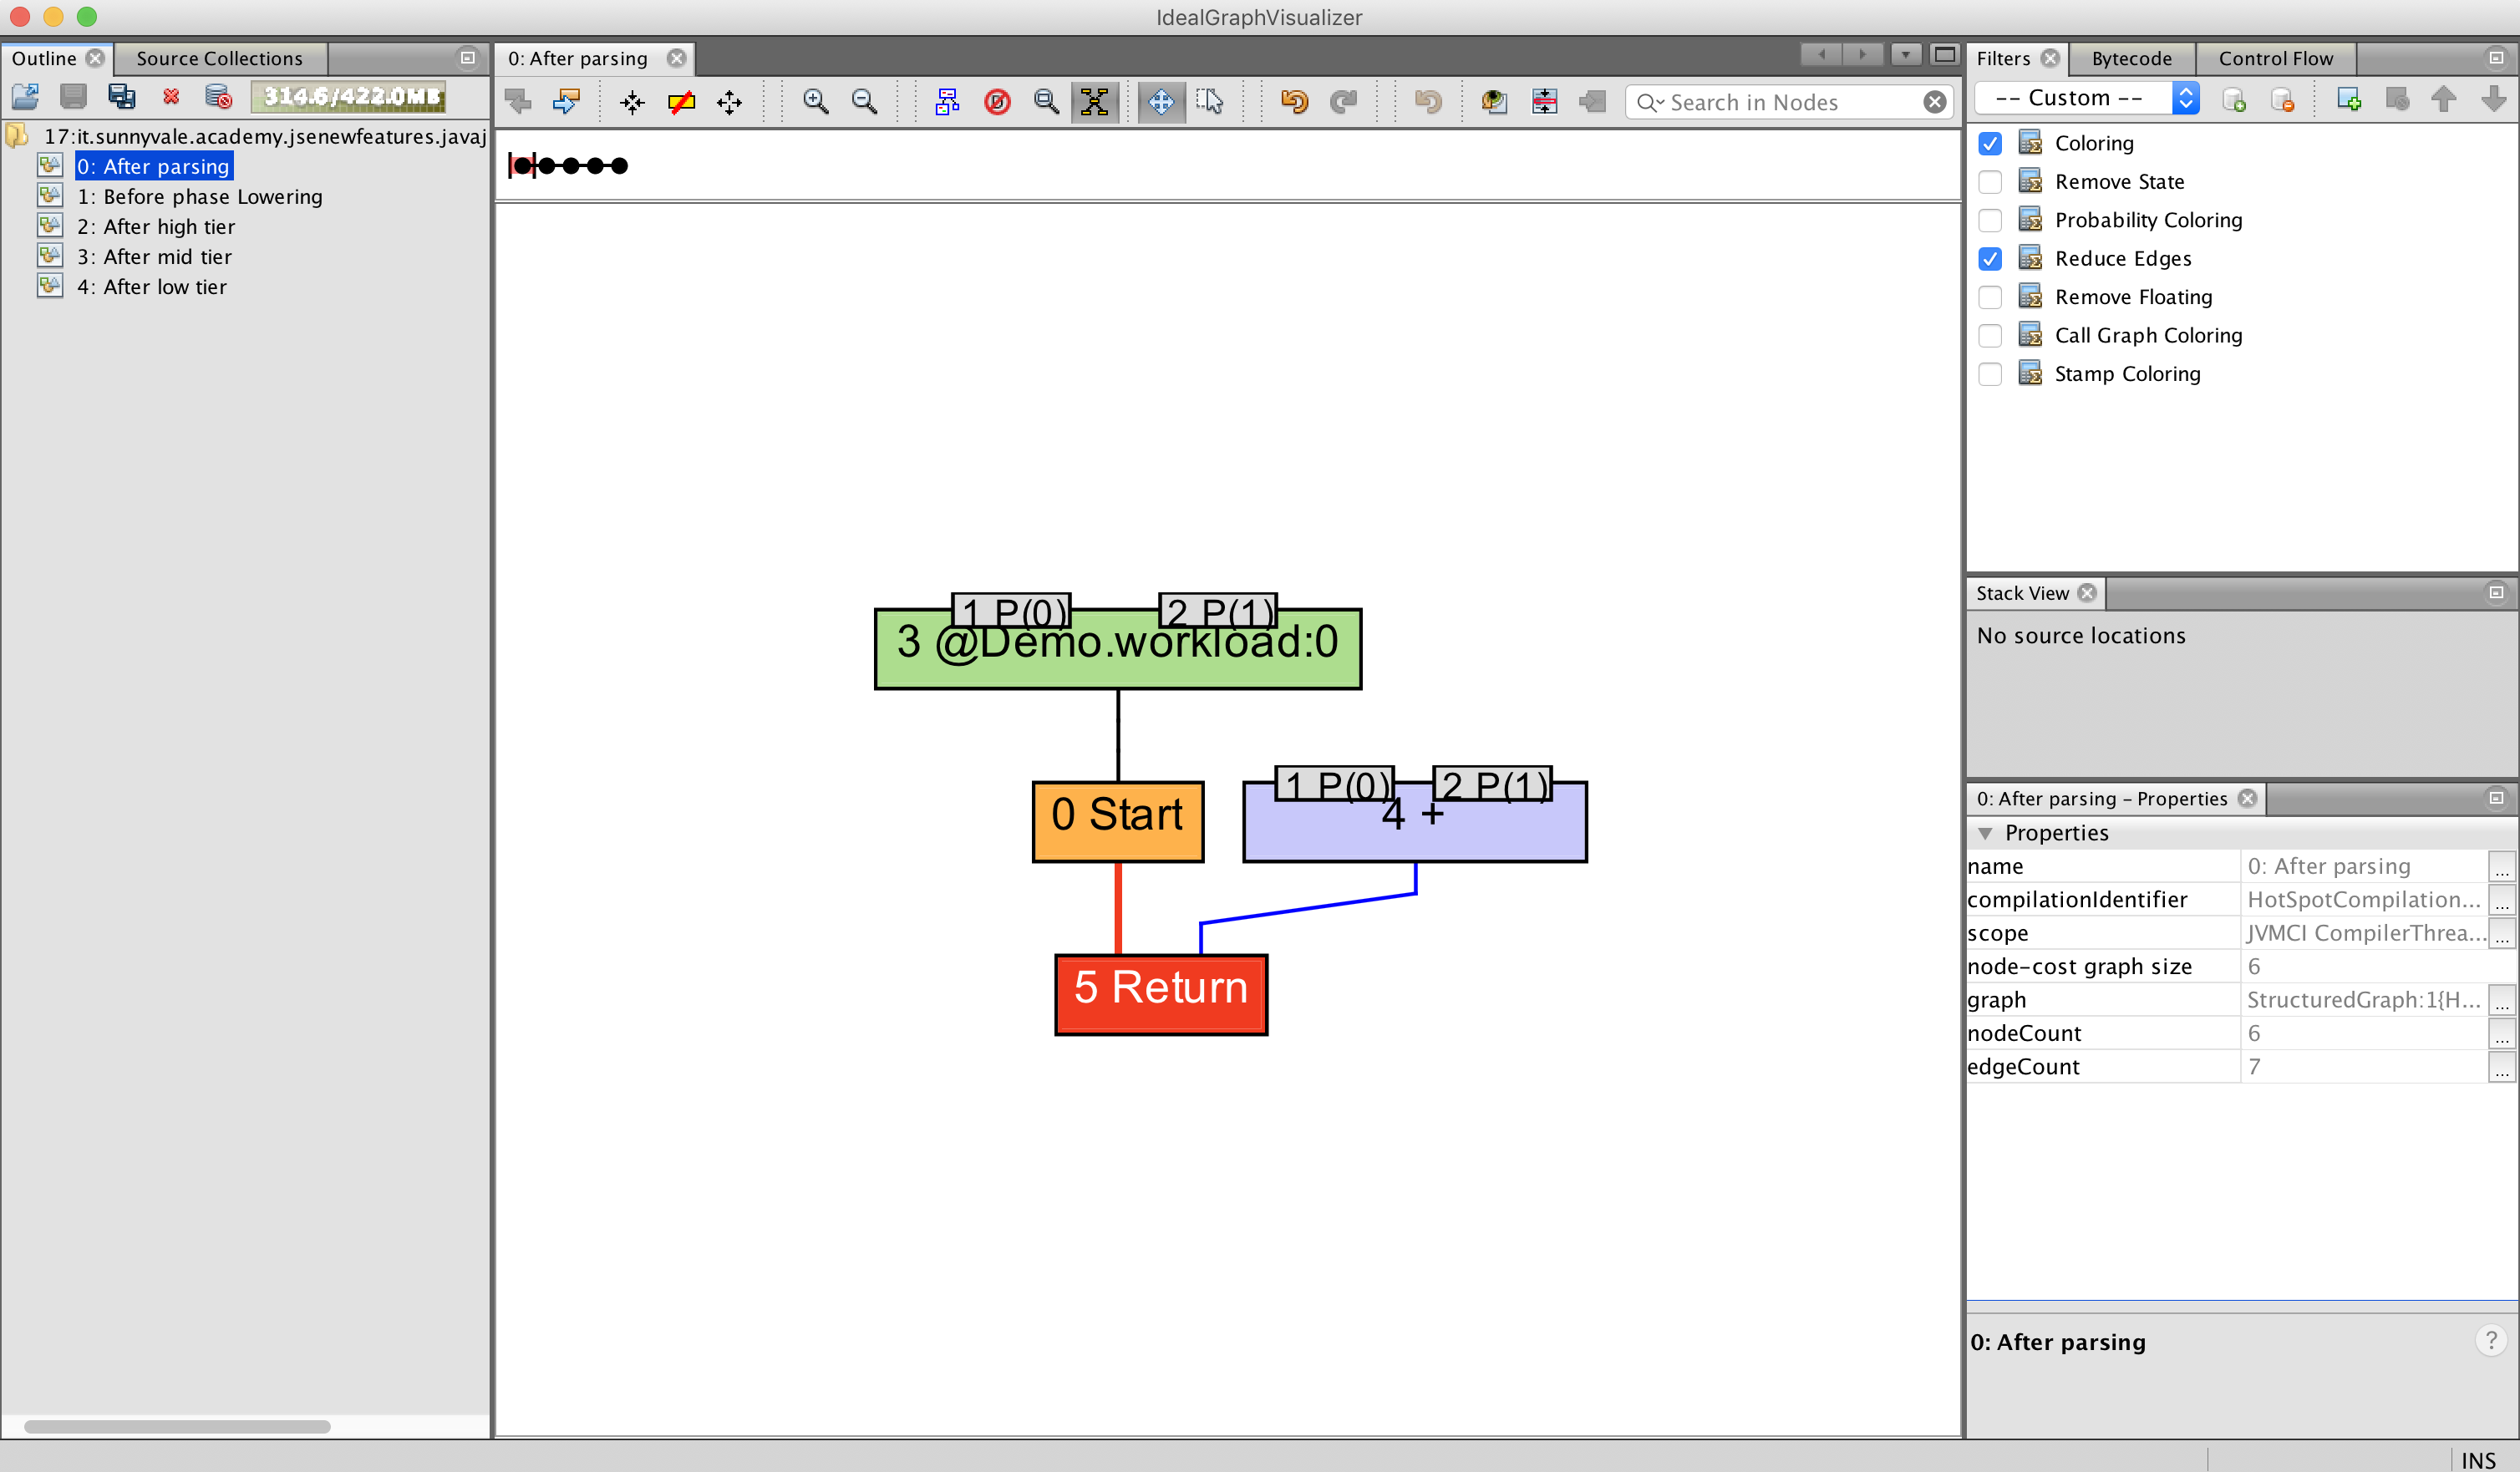 IdealGraphVisualizer
Outline
Source Collections
314.6/422.0MB
17:it.sunnyvale.academy.jsenewfeatures.javaj
0: After parsing
1: Before phase Lowering
2: After high tier
3: After mid tier
4: After low tier
0: After parsing
Search in Nodes
1 P(0)
2 P(1)
3 @Demo.workload:0
0 Start
1 P(0)
2 P(1)
4 +
5 Return
Filters
Bytecode
Control Flow
-- Custom --
Coloring
Remove State
Probability Coloring
Reduce Edges
Remove Floating
Call Graph Coloring
Stamp Coloring
Stack View
No source locations
0: After parsing – Properties
Properties
name 0: After parsing ...
compilationIdentifier HotSpotCompilation... ...
scope JVMCI CompilerThrea... ...
node-cost graph size 6
graph StructuredGraph:1{H... ...
nodeCount 6 ...
edgeCount 7 ...
0: After parsing
?
INS